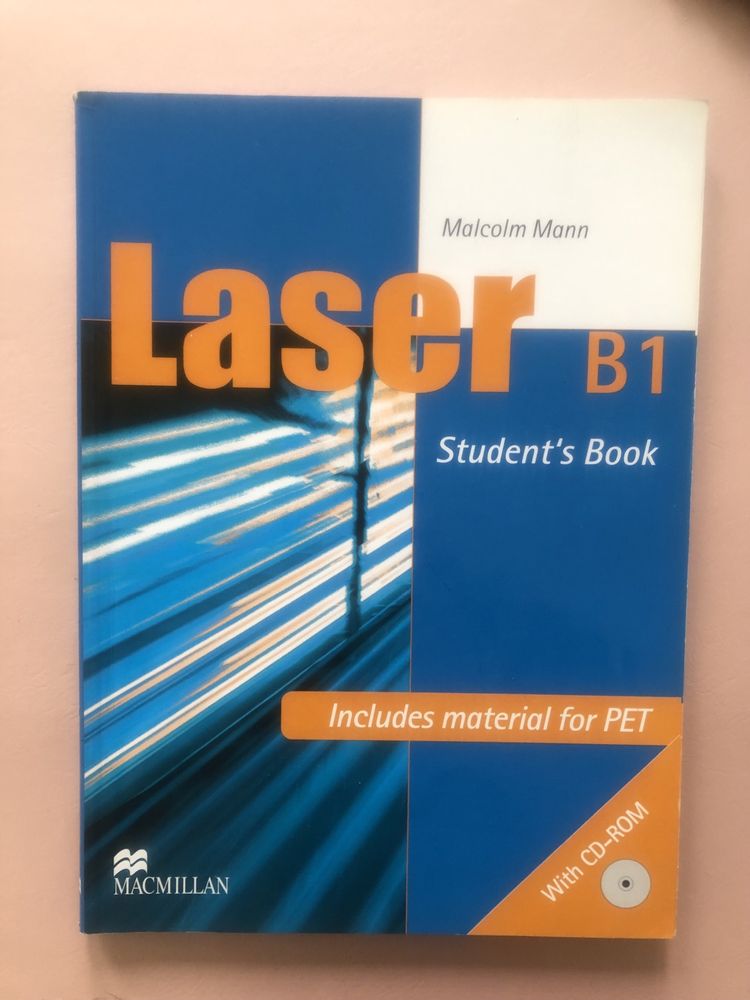 Malcolm Mann
Laser
B1
Student's Book
Includes material for PET
With CD-ROM
MACMILLAN